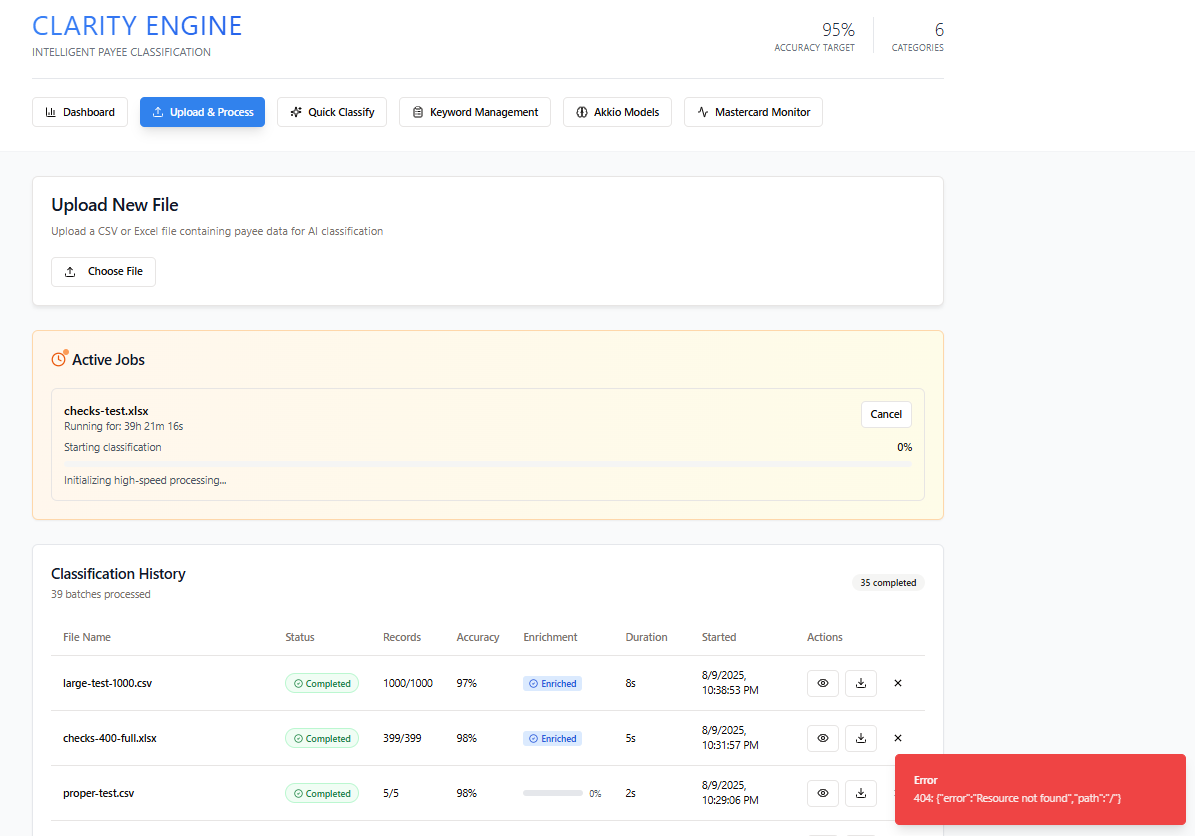 CLARITY ENGINE
INTELLIGENT PAYEE CLASSIFICATION
95%
ACCURACY TARGET
6
CATEGORIES
Dashboard
Upload & Process
Quick Classify
Keyword Management
Akkio Models
Mastercard Monitor
Upload New File
Upload a CSV or Excel file containing payee data for AI classification
Choose File
Active Jobs
checks-test.xlsx
Running for: 39h 21m 16s
Cancel
Starting classification
0%
Initializing high-speed processing...
Classification History
39 batches processed
35 completed
File Name Status Records Accuracy Enrichment Duration Started Actions
large-test-1000.csv Completed 1000/1000 97% Enriched 8s 8/9/2025,
10:38:53 PM
checks-400-full.xlsx Completed 399/399 98% Enriched 5s 8/9/2025,
10:31:57 PM
proper-test.csv Completed 5/5 98% 0% 2s 8/9/2025,
10:29:06 PM
Error
404: {"error":"Resource not found","path":"/"}